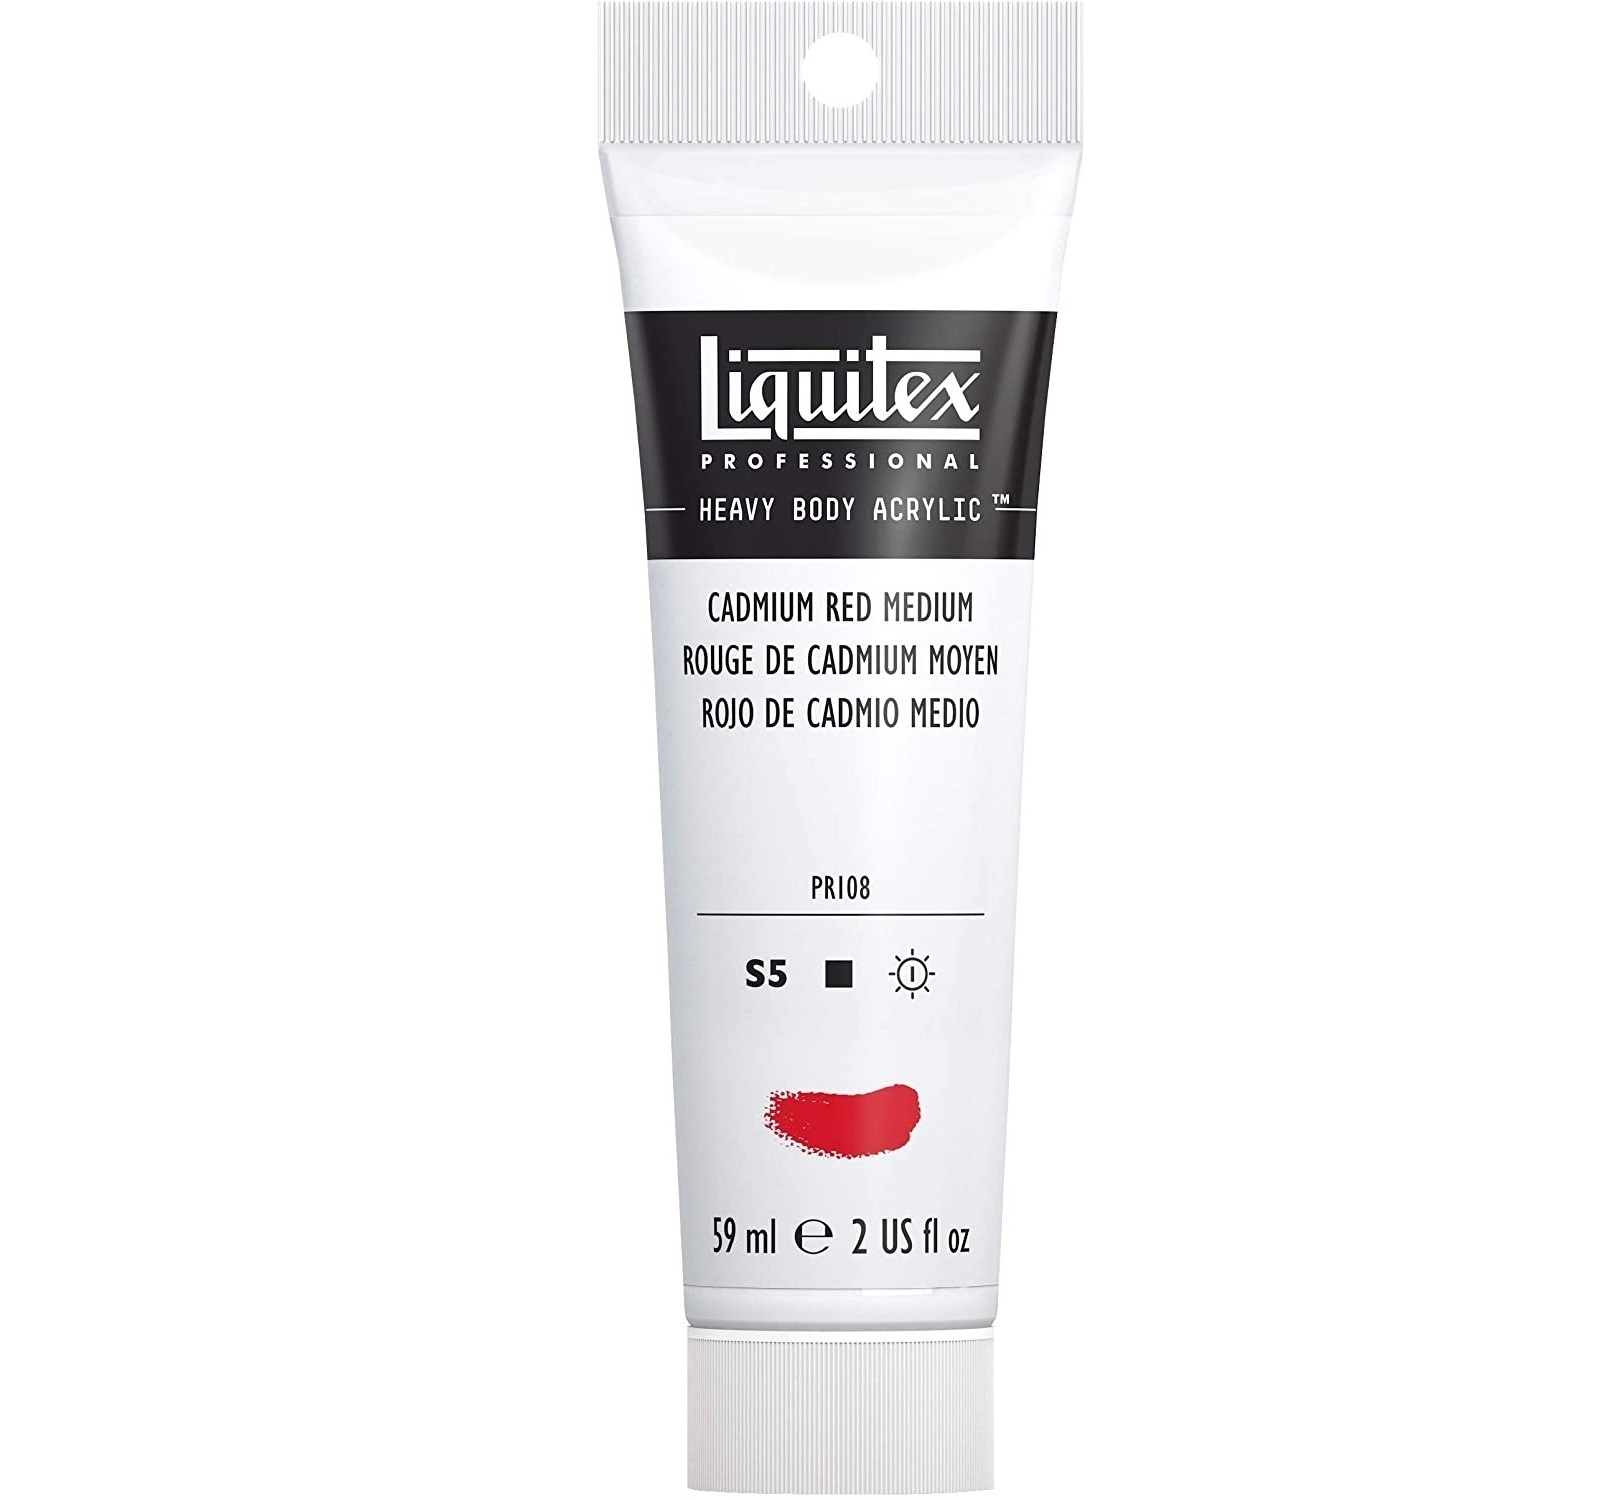 Liquitex
PROFESSIONAL
HEAVY BODY ACRYLIC™
CADMIUM RED MEDIUM
ROUGE DE CADMIUM MOYEN
ROJO DE CADMIO MEDIO
PR108
S5 I
59 ml ℮ 2 US fl oz